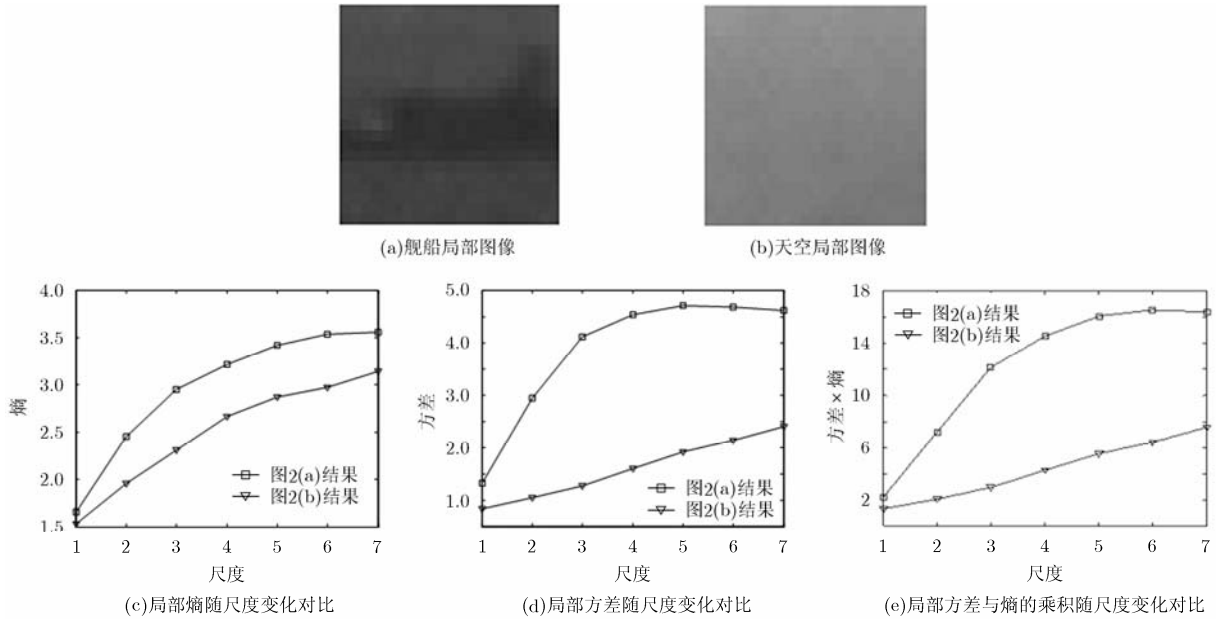 (a)舰船局部图像
(b)天空局部图像
4.0
3.5
3.0
2.5
2.0
1.5
熵
图2(a)结果
图2(b)结果
1 2 3 4 5 6 7
尺度
(c)局部熵随尺度变化对比
5.0
4.0
3.0
2.0
1.0
方差
图2(a)结果
图2(b)结果
1 2 3 4 5 6 7
尺度
(d)局部方差随尺度变化对比
18
14
10
6
2
方差×熵
图2(a)结果
图2(b)结果
1 2 3 4 5 6 7
尺度
(e)局部方差与熵的乘积随尺度变化对比